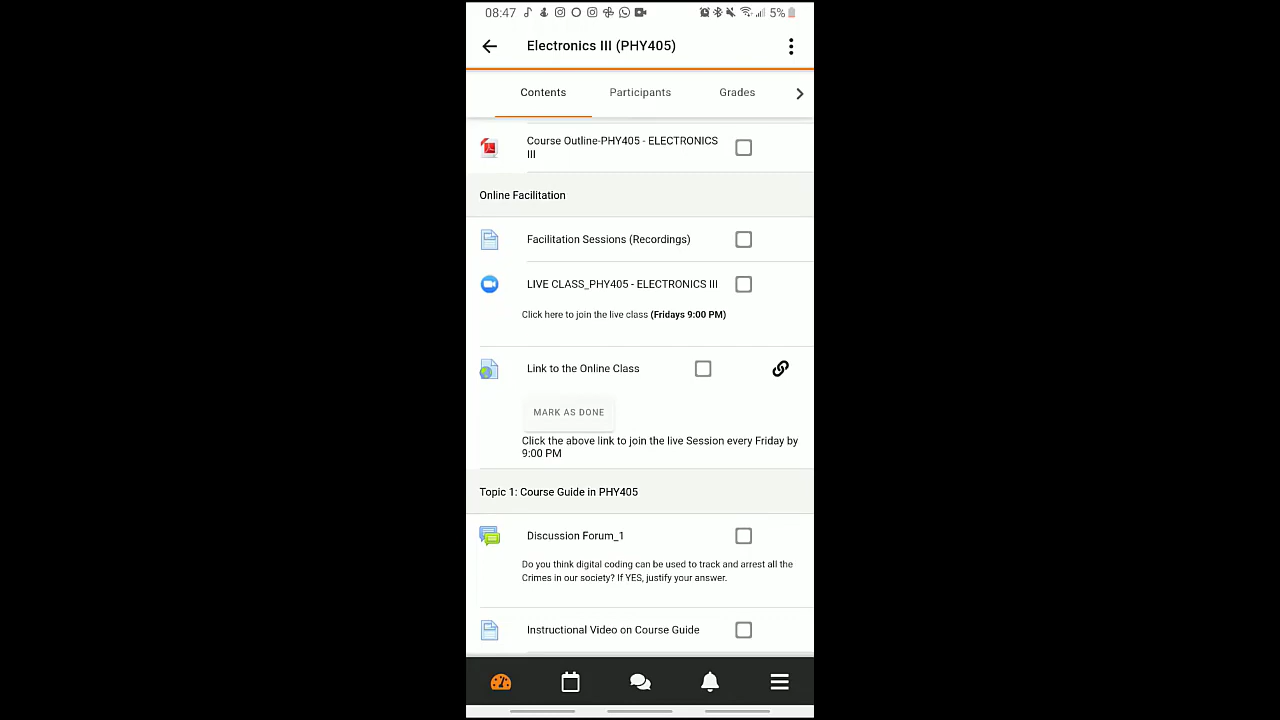 08:47
5%
Electronics III (PHY405)
Contents Participants Grades
Course Outline-PHY405 - ELECTRONICS
III
Online Facilitation
Facilitation Sessions (Recordings)
LIVE CLASS_PHY405 - ELECTRONICS III
Click here to join the live class (Fridays 9:00 PM)
Link to the Online Class
MARK AS DONE
Click the above link to join the live Session every Friday by
9:00 PM
Topic 1: Course Guide in PHY405
Discussion Forum_1
Do you think digital coding can be used to track and arrest all the
Crimes in our society? If YES, justify your answer.
Instructional Video on Course Guide